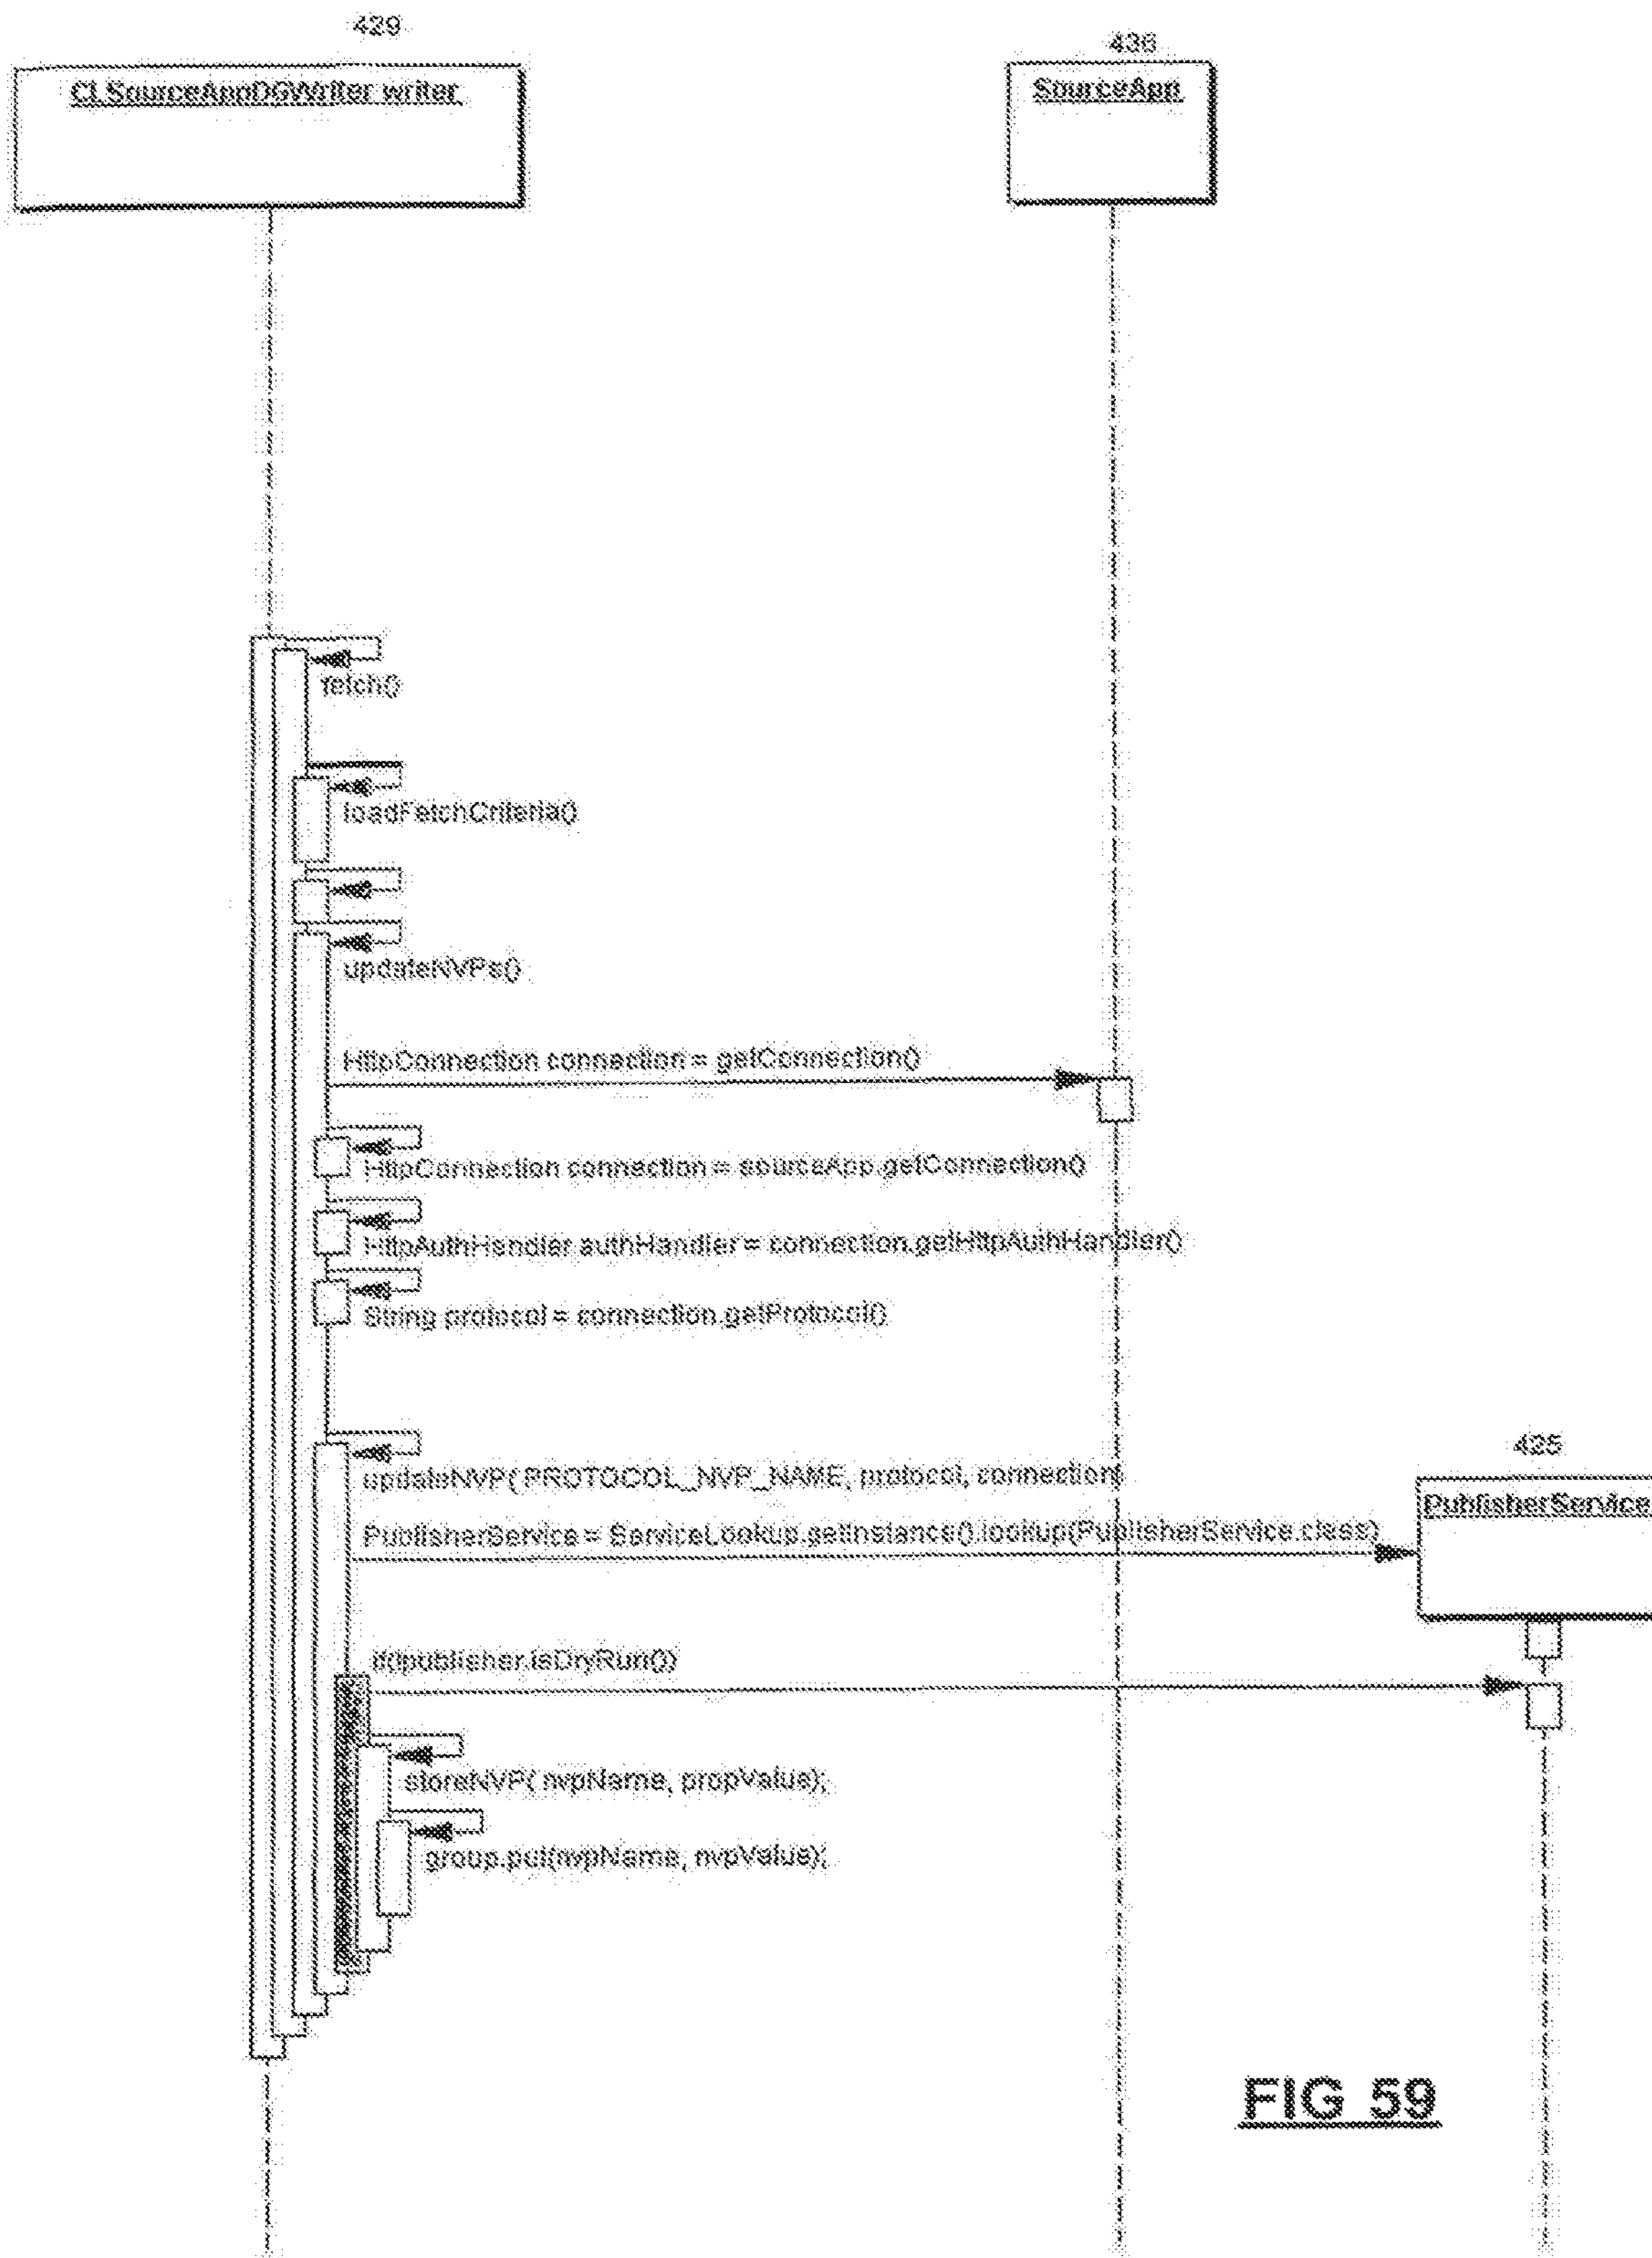 429
436
CLSourceAppDGWriter writer
SourceApp
fetch()
loadFetchCriteria()
updateNVPs()
HttpConnection connection = getConnection()
HttpConnection connection = sourceApp.getConnection()
HttpAuthHandler authHandler = connection.getHttpAuthHandler()
String protocol = connection.getProtocol()
425
updateNVP( PROTOCOL_NVP_NAME, protocol, connection)
PublisherService
PublisherService = ServiceLookup.getInstance().lookup(PublisherService.class)
if(!publisher.isDryRun())
storeNVP( nvpName, propValue);
group.put(nvpName, nvpValue);
FIG 59